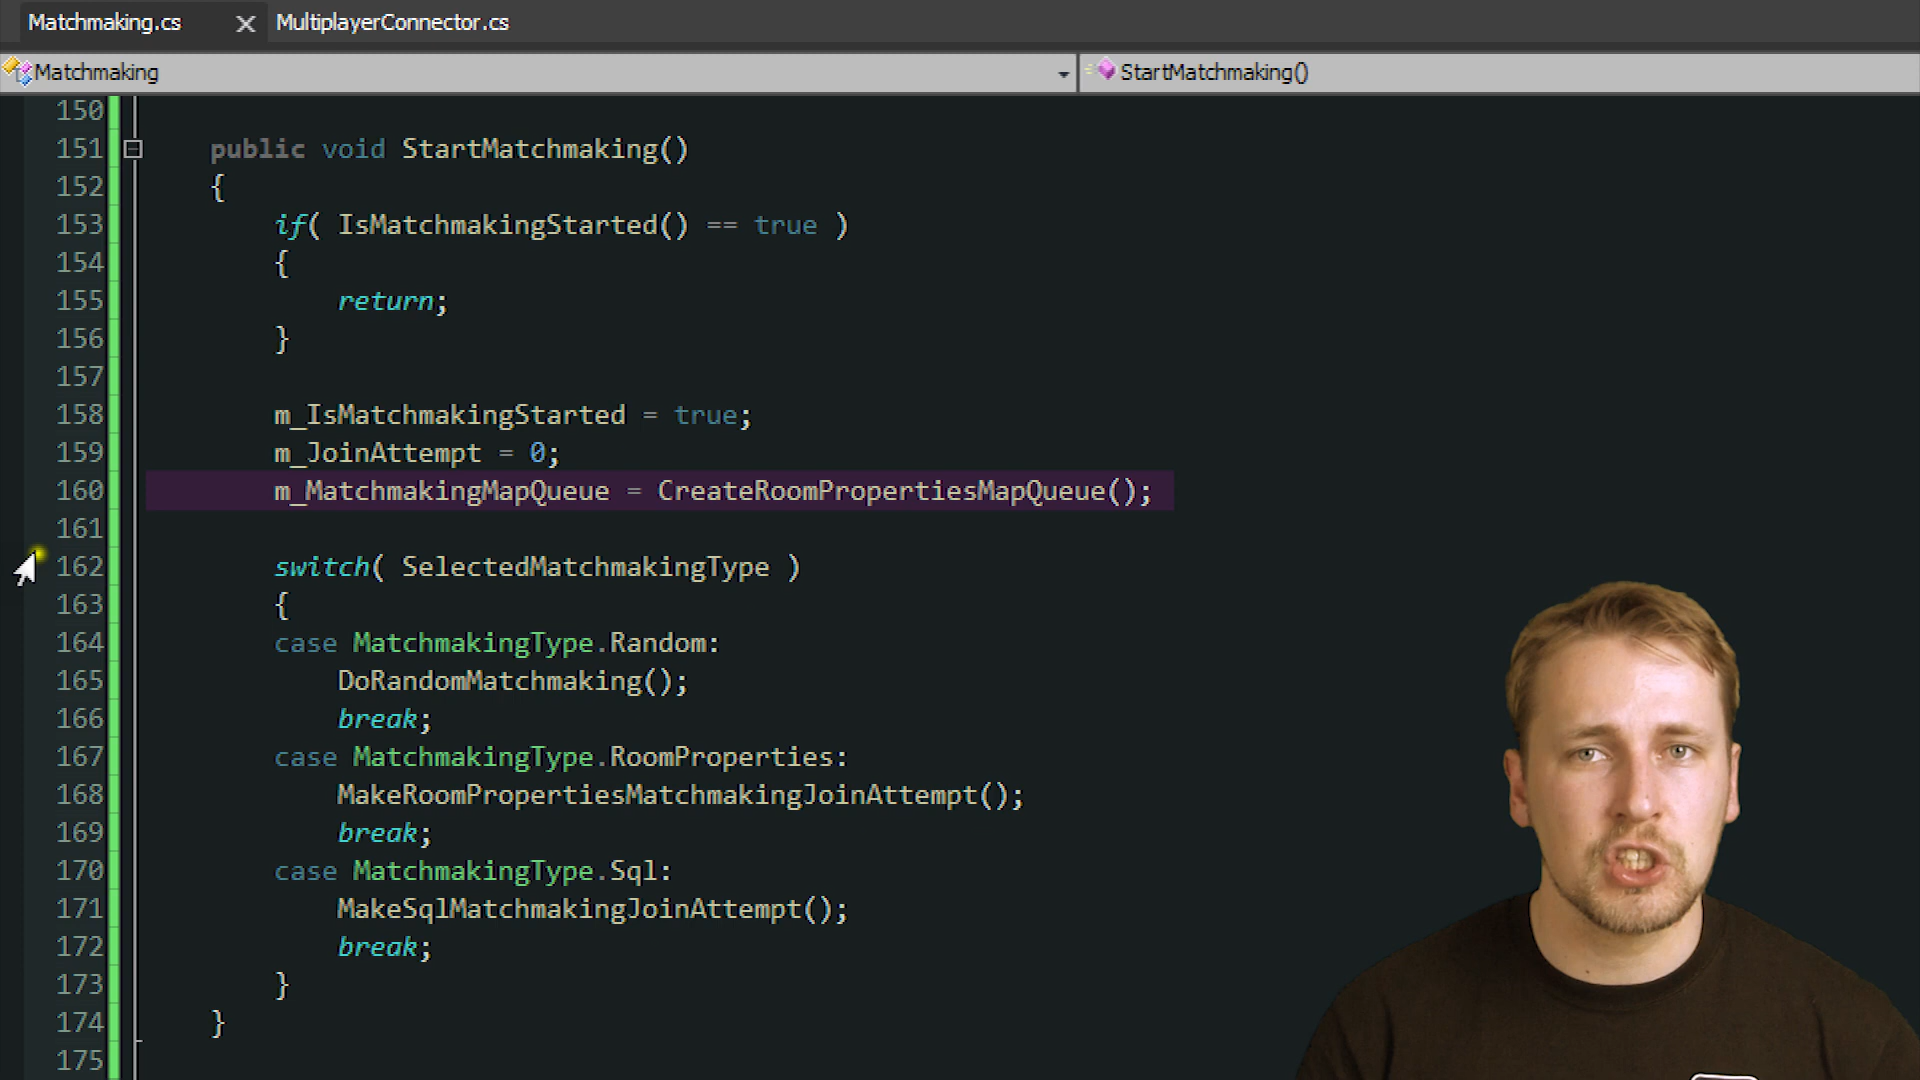 Matchmaking.cs MultiplayerConnector.cs
Matchmaking StartMatchmaking()
150
151 public void StartMatchmaking()
152 {
153 if( IsMatchmakingStarted() == true )
154 {
155 return;
156 }
157
158 m_IsMatchmakingStarted = true;
159 m_JoinAttempt = 0;
160 m_MatchmakingMapQueue = CreateRoomPropertiesMapQueue();
161
162 switch( SelectedMatchmakingType )
163 {
164 case MatchmakingType.Random:
165 DoRandomMatchmaking();
166 break;
167 case MatchmakingType.RoomProperties:
168 MakeRoomPropertiesMatchmakingJoinAttempt();
169 break;
170 case MatchmakingType.Sql:
171 MakeSqlMatchmakingJoinAttempt();
172 break;
173 }
174 }
175